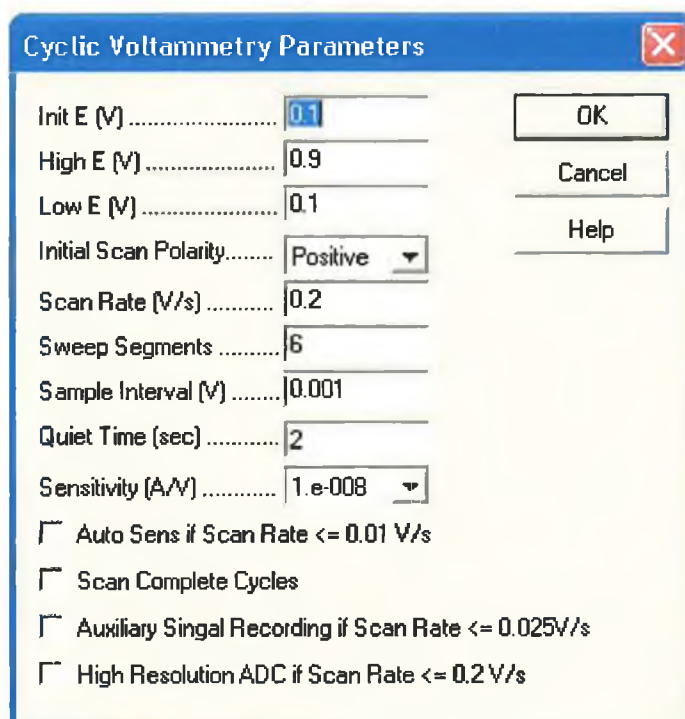 Cyclic Voltammetry Parameters
Init E (V) ........................ 0.1
High E (V) ..................... 0.9
Low E (V) ...................... 0.1
Initial Scan Polarity........ Positive
Scan Rate (V/s) ............ 0.2
Sweep Segments .......... 6
Sample Interval (V) ........ 0.001
Quiet Time (sec) ............ 2
Sensitivity (A/V) ............ 1.e-008
OK
Cancel
Help
Auto Sens if Scan Rate <= 0.01 V/s
Scan Complete Cycles
Auxiliary Singal Recording if Scan Rate <= 0.025V/s
High Resolution ADC if Scan Rate <= 0.2 V/s